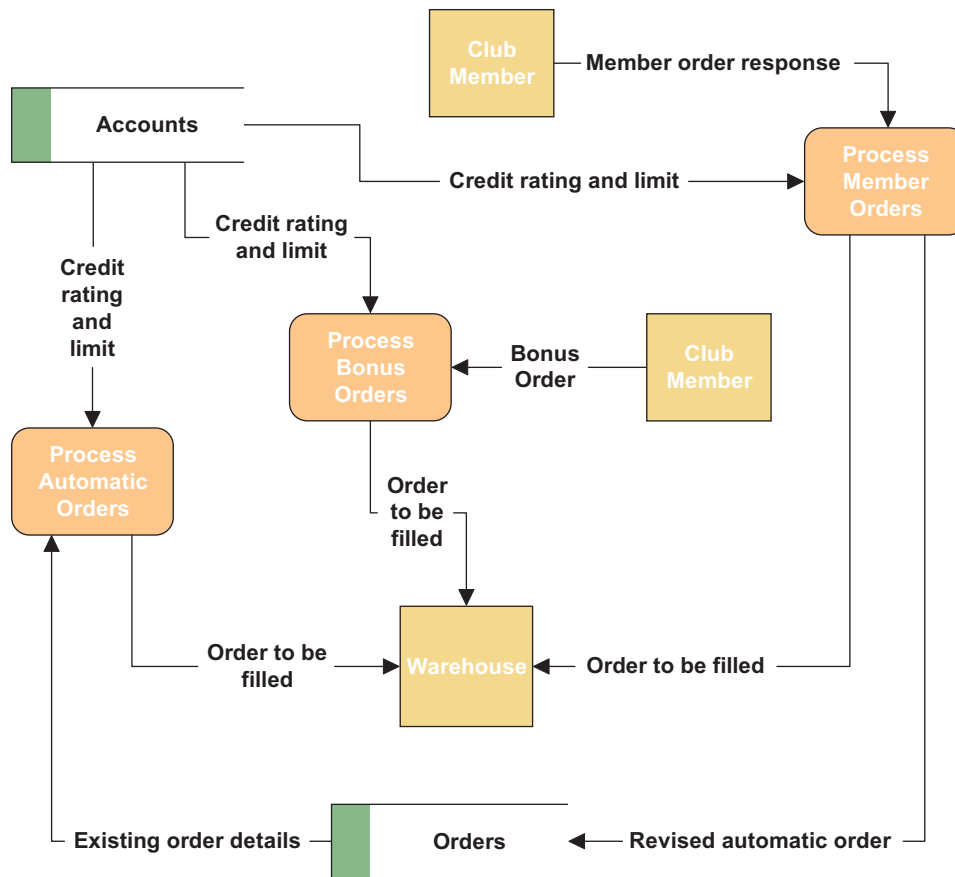 Club
Member
Member order response
Accounts
Process
Member
Orders
Credit rating and limit
Credit rating
and limit
Credit
rating
and
limit
Process
Bonus
Orders
Bonus
Order
Club
Member
Process
Automatic
Orders
Order
to be
filled
Order to be
filled
Warehouse
Order to be filled
Existing order details
Orders
Revised automatic order